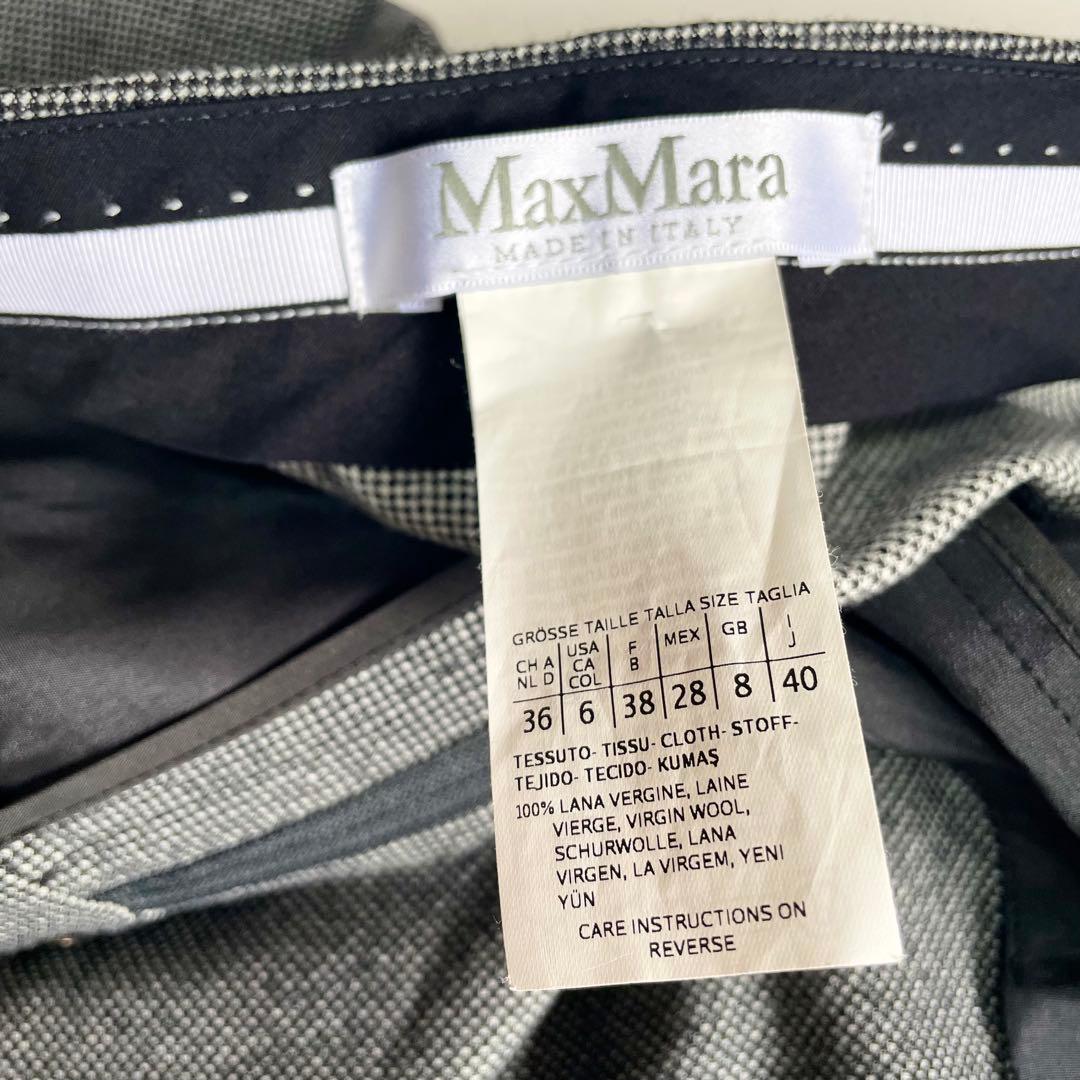 MaxMara
MADE IN ITALY
GRÖSSE TAILLE TALLA SIZE TAGLIA
CH A NL D | USA CA COL | F B | MEX | GB | I J
36 | 6 | 38 | 28 | 8 | 40
TESSUTO- TISSU- CLOTH- STOFF-
TEJIDO- TECIDO- KUMAŞ
100% LANA VERGINE, LAINE
VIERGE, VIRGIN WOOL,
SCHURWOLLE, LANA
VIRGEN, LA VIRGEM, YENI
YÜN
CARE INSTRUCTIONS ON
REVERSE